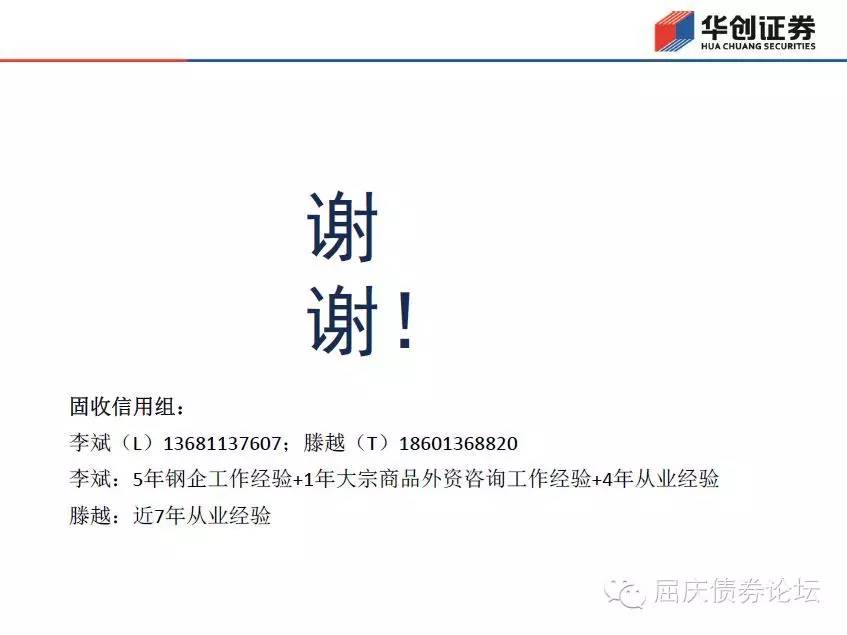 华创证券
HUA CHUANG SECURITIES
谢
谢！
固收信用组：
李斌（L）13681137607；滕越（T）18601368820
李斌：5年钢企工作经验+1年大宗商品外资咨询工作经验+4年从业经验
滕越：近7年从业经验
屈庆债券论坛